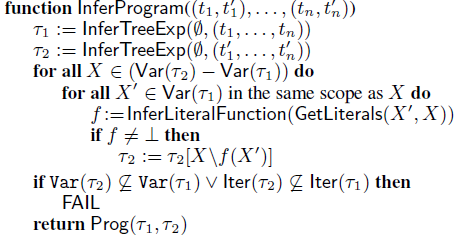 function InferProgram((t₁, t′₁), . . . , (tₙ, t′ₙ))
τ₁ := InferTreeExp(∅, (t₁, . . . , tₙ))
τ₂ := InferTreeExp(∅, (t′₁, . . . , t′ₙ))
for all X ∈ (Var(τ₂) − Var(τ₁)) do
for all X′ ∈ Var(τ₁) in the same scope as X do
f :=InferLiteralFunction(GetLiterals(X′, X))
if f ≠ ⊥ then
τ₂ := τ₂[X\f(X′)]
if Var(τ₂) ⊈ Var(τ₁) ∨ Iter(τ₂) ⊈ Iter(τ₁) then
FAIL
return Prog(τ₁, τ₂)